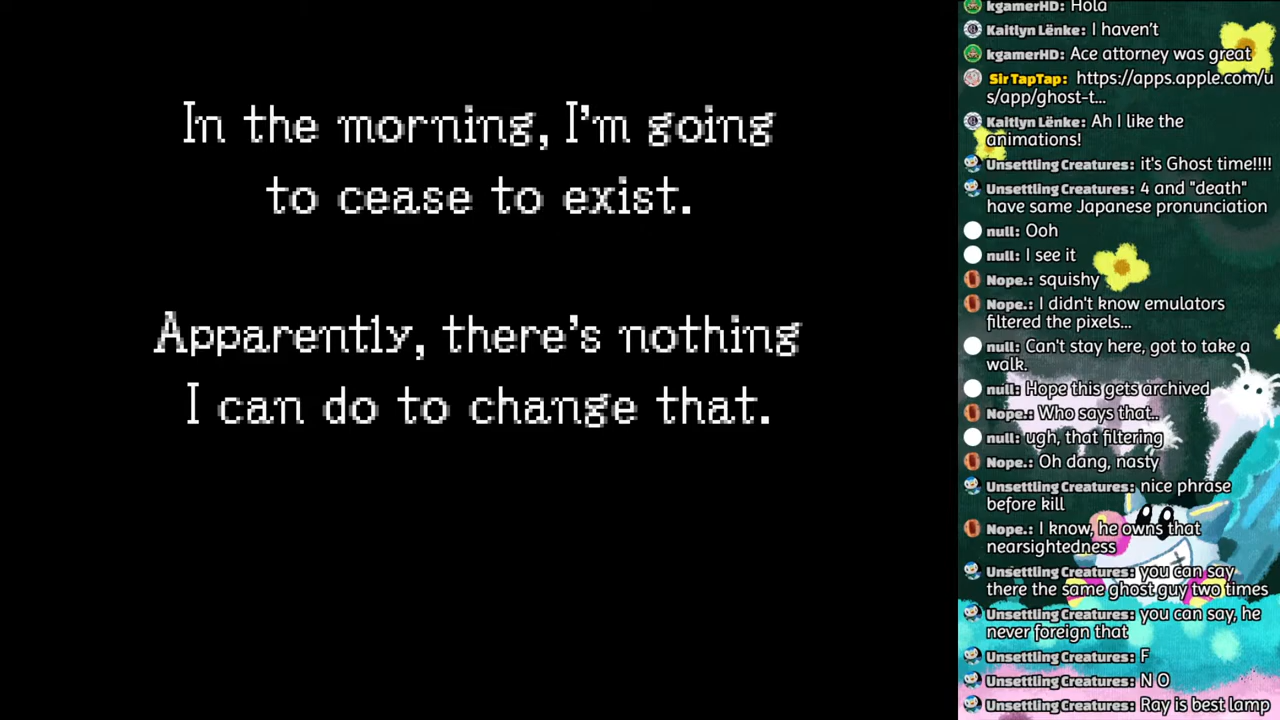 In the morning, I'm going
to cease to exist.
Apparently, there's nothing
I can do to change that.
kgamerHD: Hola
Kaitlyn Lënke: I haven't
kgamerHD: Ace attorney was great
SirTapTap: https://apps.apple.com/u
s/app/ghost-t...
Kaitlyn Lënke: Ah I like the
animations!
Unsettling Creatures: it's Ghost time!!!!
Unsettling Creatures: 4 and "death"
have same Japanese pronunciation
null: Ooh
null: I see it
Nope.: squishy
Nope.: I didn't know emulators
filtered the pixels...
null: Can't stay here, got to take a
walk.
null: Hope this gets archived
Nope.: Who says that..
null: ugh, that filtering
Nope.: Oh dang, nasty
Unsettling Creatures: nice phrase
before kill
Nope.: I know, he owns that
nearsightedness
Unsettling Creatures: you can say
there the same ghost guy two times
Unsettling Creatures: you can say, he
never foreign that
Unsettling Creatures: F
Unsettling Creatures: N O
Unsettling Creatures: Ray is best lamp